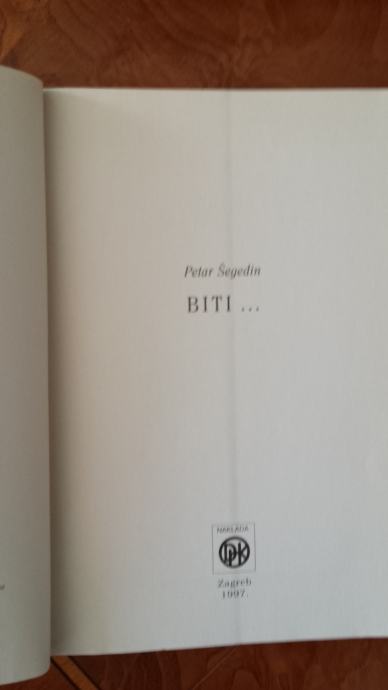 Petar Šegedin
BITI ...
NAKLADA
DPK
Zagreb
1997.